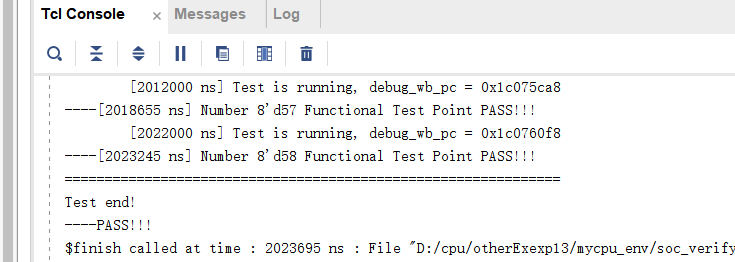 Tcl Console × Messages Log
[2012000 ns] Test is running, debug_wb_pc = 0x1c075ca8
----[2018655 ns] Number 8'd57 Functional Test Point PASS!!!
[2022000 ns] Test is running, debug_wb_pc = 0x1c0760f8
----[2023245 ns] Number 8'd58 Functional Test Point PASS!!!
==============================================================
Test end!
----PASS!!!
$finish called at time : 2023695 ns : File "D:/cpu/otherExexp13/mycpu_env/soc_verify